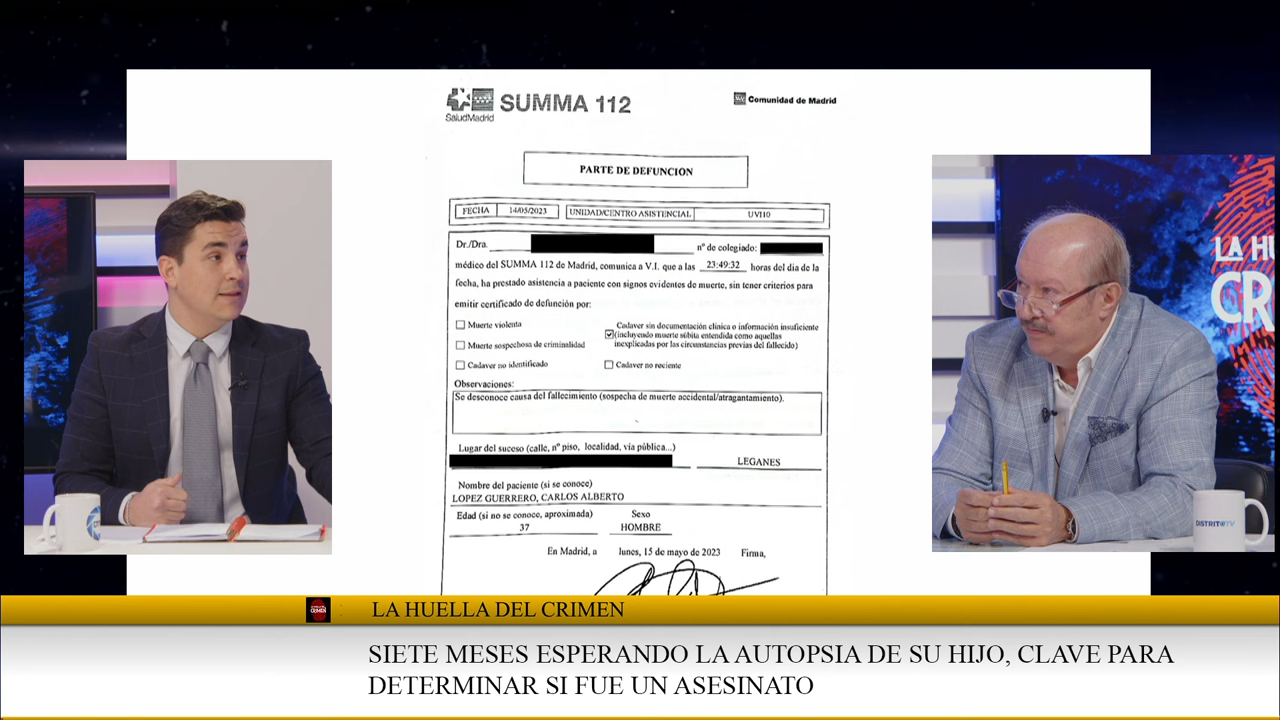 SUMMA 112
SaludMadrid
Comunidad de Madrid
PARTE DE DEFUNCION
FECHA 14/05/2023 UNIDAD/CENTRO ASISTENCIAL UVI10
Dr./Dra. nº de colegiado:
médico del SUMMA 112 de Madrid, comunica a V.I. que a las 23:49:32 horas del día de la
fecha, ha prestado asistencia a paciente con signos evidentes de muerte, sin tener criterios para
emitir certificado de defunción por:
Muerte violenta
Muerte sospechosa de criminalidad
Cadaver no identificado
Cadaver sin documentación clínica o información insuficiente
(incluyendo muerte súbita entendida como aquellas
inexplicadas por las circunstancias previas del fallecido)
Cadaver no reciente
Observaciones:
Se desconoce causa del fallecimiento (sospecha de muerte accidental/atragantamiento).
Lugar del suceso (calle, nº piso, localidad, vía pública...)
LEGANES
Nombre del paciente (si se conoce)
LOPEZ GUERRERO, CARLOS ALBERTO
Edad (si no se conoce, aproximada) Sexo
37 HOMBRE
En Madrid, a lunes, 15 de mayo de 2023 Firma,
LA HU
CR
DISTRITOTV
LA HUELLA DEL CRIMEN
SIETE MESES ESPERANDO LA AUTOPSIA DE SU HIJO, CLAVE PARA
DETERMINAR SI FUE UN ASESINATO